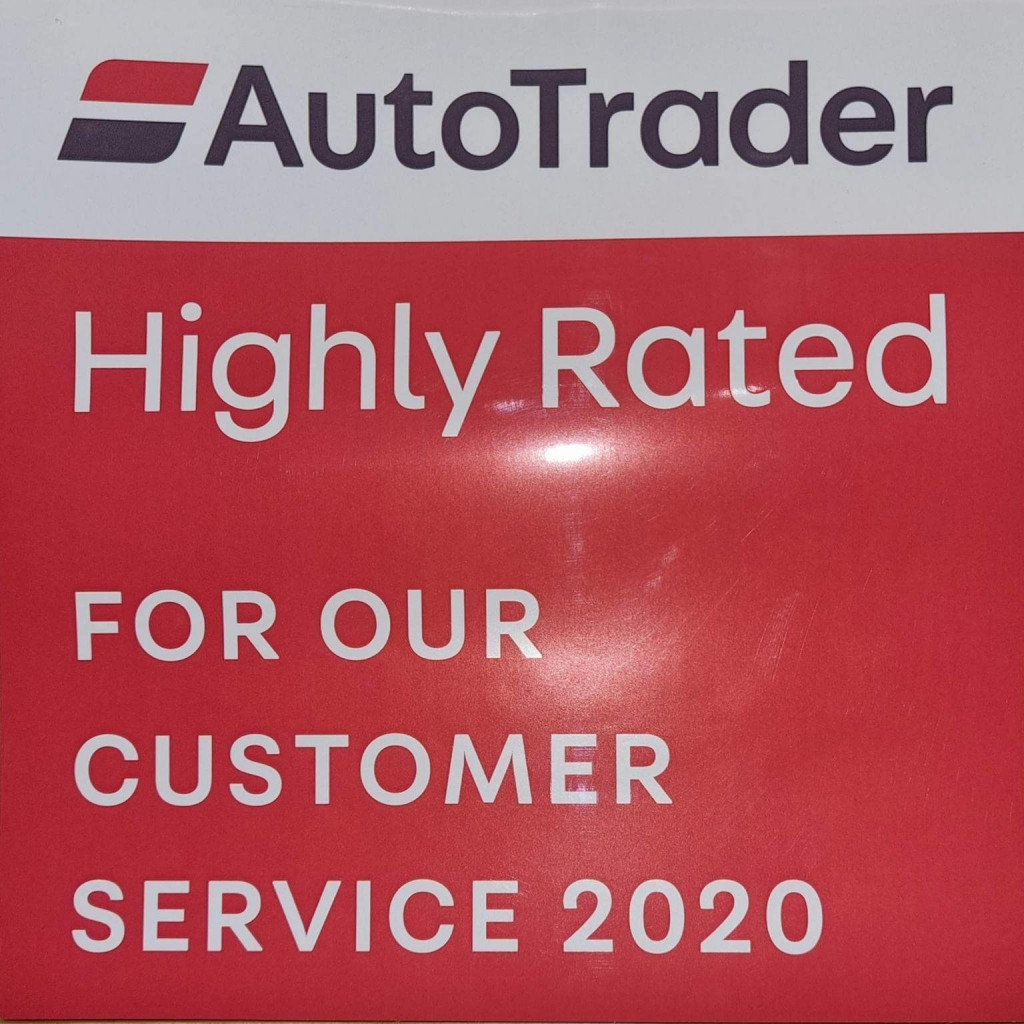 AutoTrader
Highly Rated
FOR OUR
CUSTOMER
SERVICE 2020